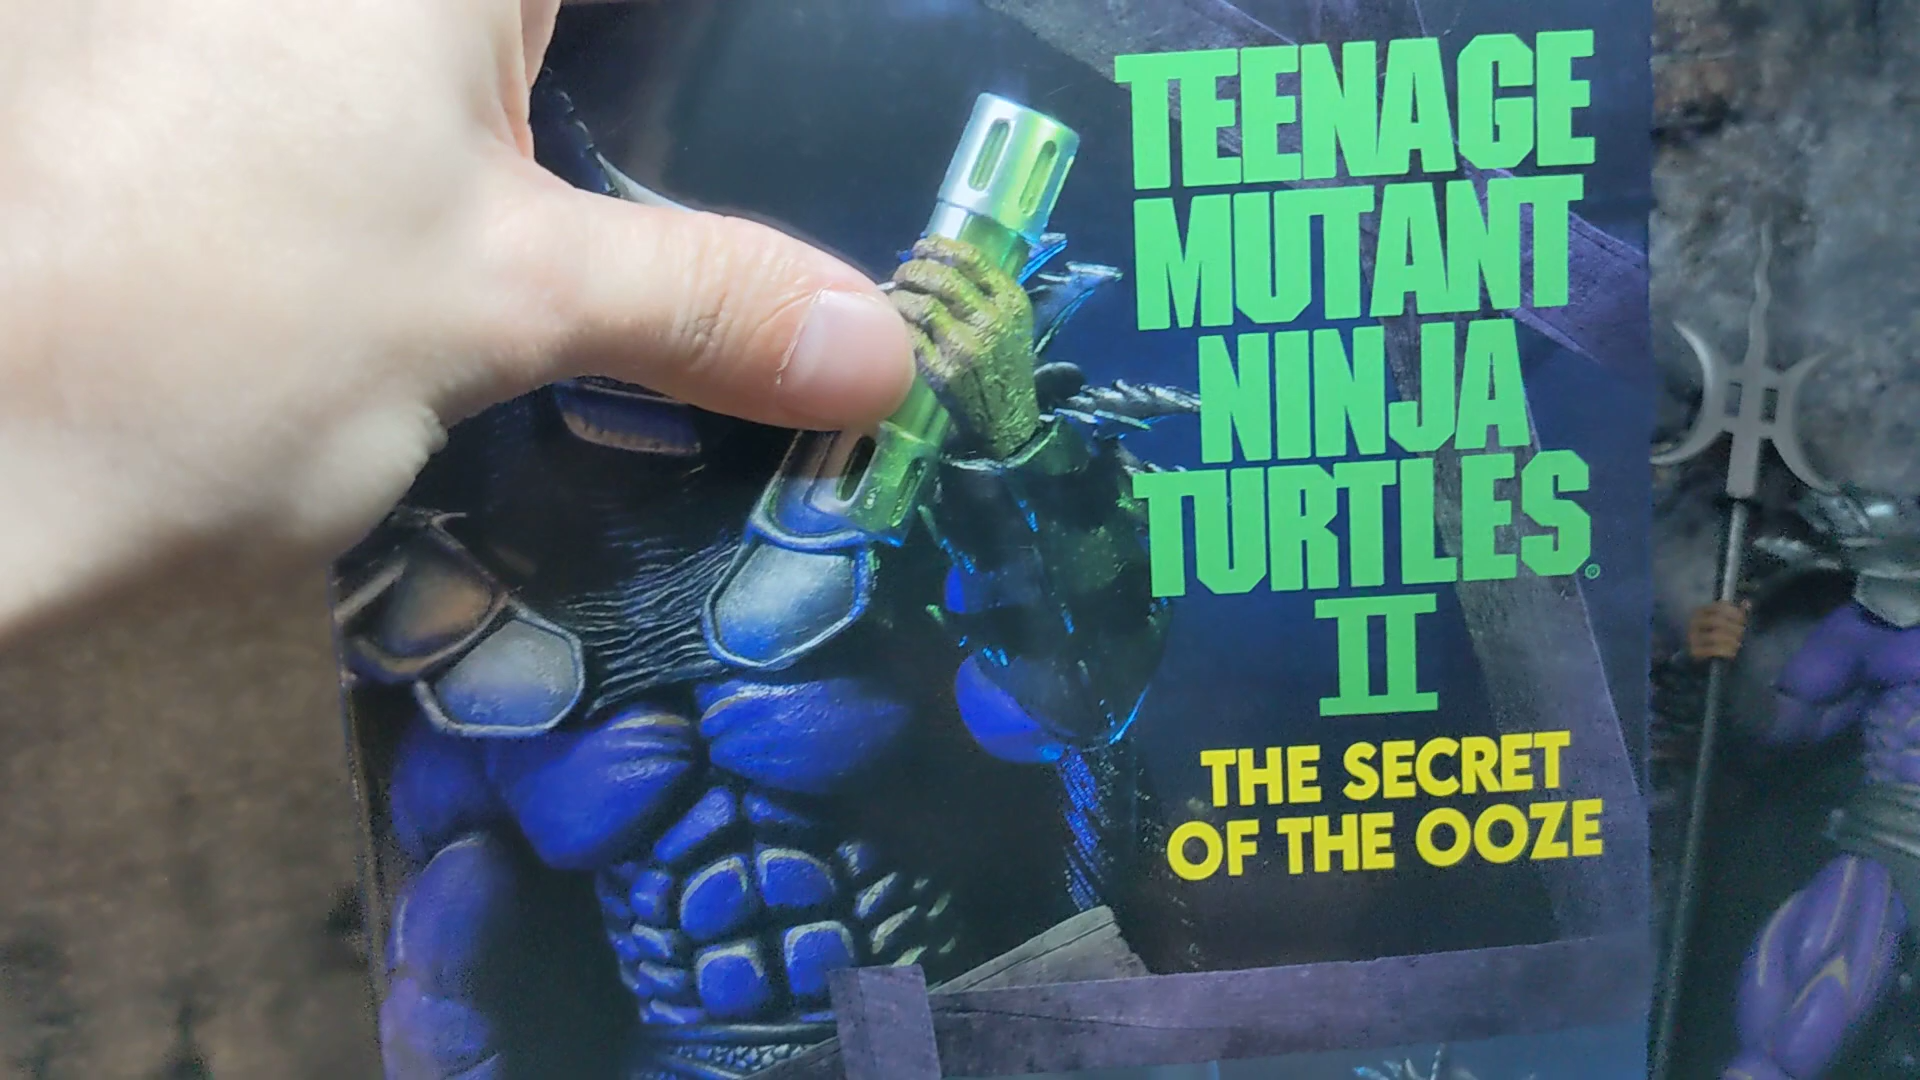 TEENAGE
MUTANT
NINJA
TURTLES®
II
THE SECRET
OF THE OOZE